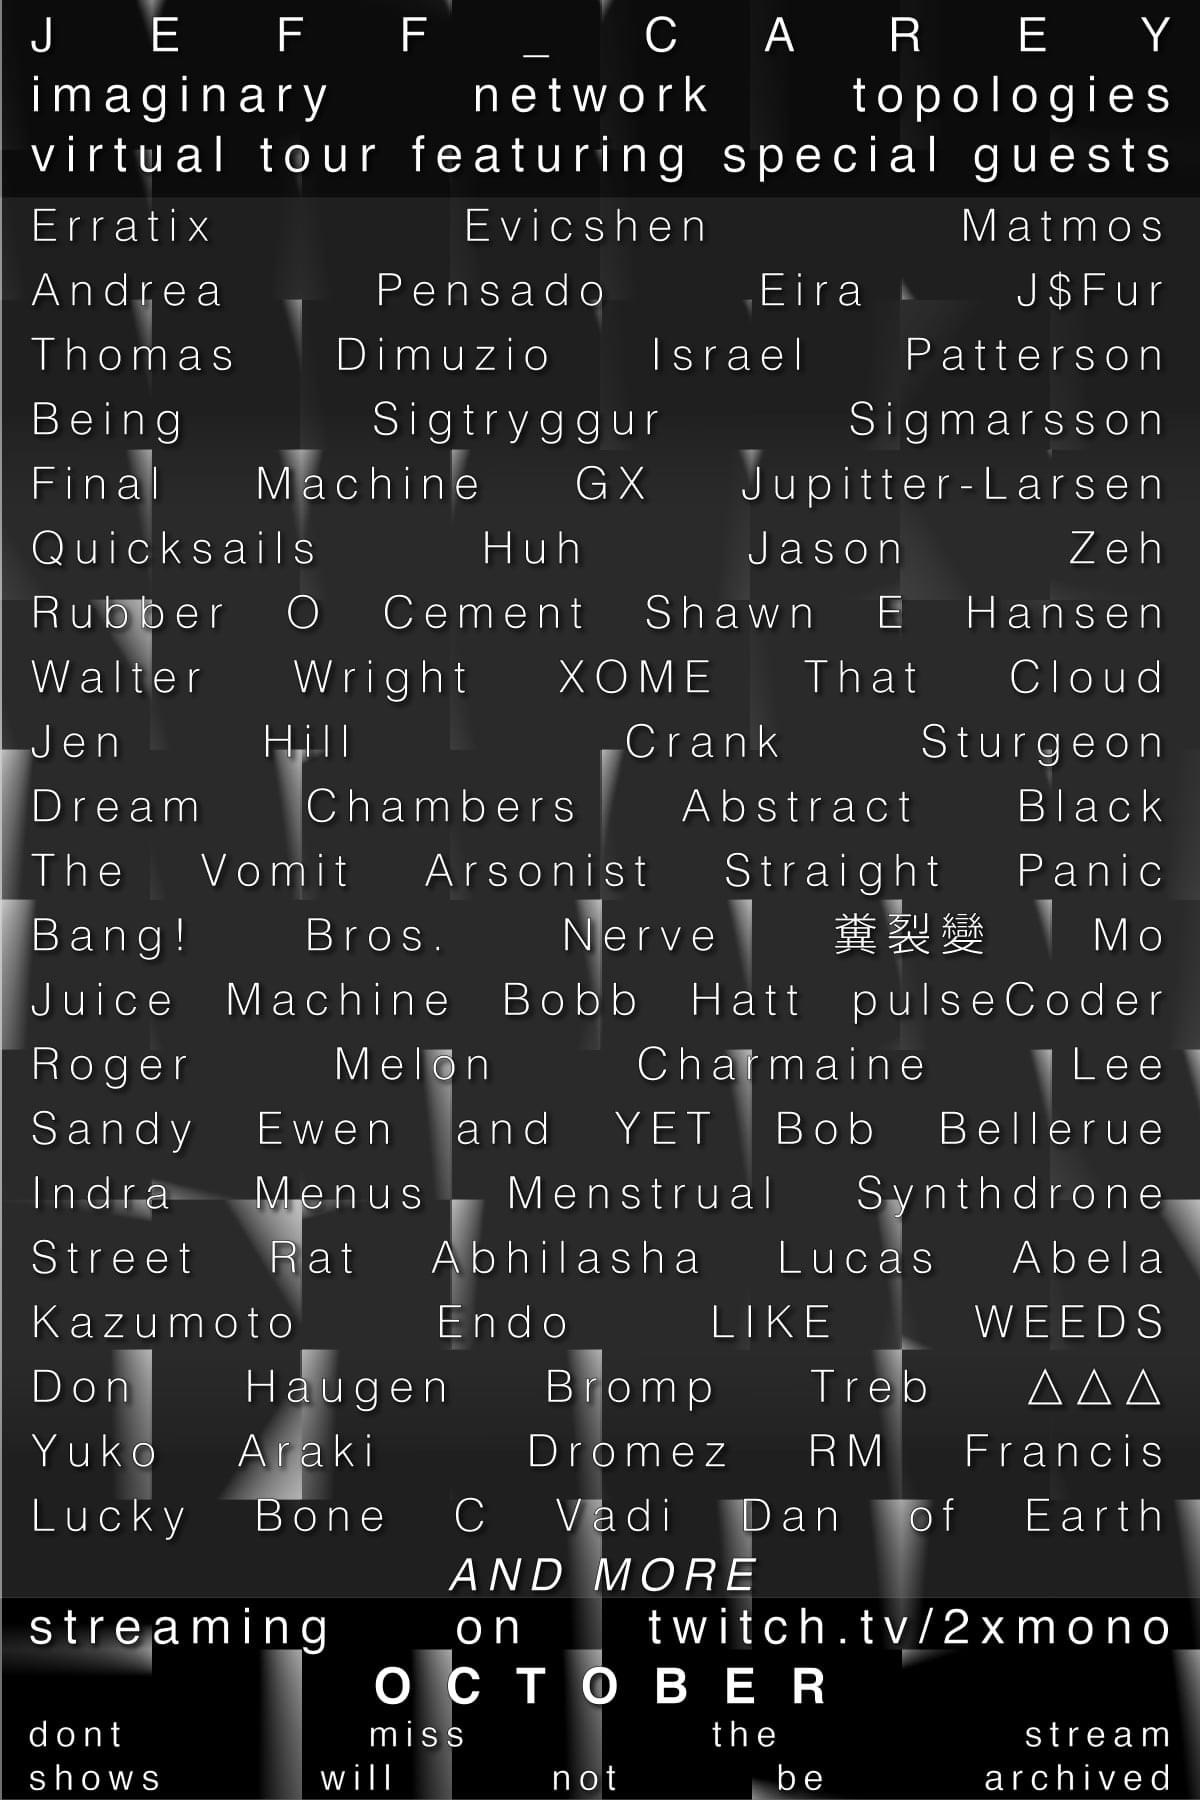 JEFF_CAREY
imaginary network topologies
virtual tour featuring special guests
Erratix Evicshen Matmos
Andrea Pensado Eira J$Fur
Thomas Dimuzio Israel Patterson
Being Sigtryggur Sigmarsson
Final Machine GX Jupitter-Larsen
Quicksails Huh Jason Zeh
Rubber O Cement Shawn E Hansen
Walter Wright XOME That Cloud
Jen Hill Crank Sturgeon
Dream Chambers Abstract Black
The Vomit Arsonist Straight Panic
Bang! Bros. Nerve 糞裂變 Mo
Juice Machine Bobb Hatt pulseCoder
Roger Melon Charmaine Lee
Sandy Ewen and YET Bob Bellerue
Indra Menus Menstrual Synthdrone
Street Rat Abhilasha Lucas Abela
Kazumoto Endo LIKE WEEDS
Don Haugen Bromp Treb △△△
Yuko Araki Dromez RM Francis
Lucky Bone C Vadi Dan of Earth
AND MORE
streaming on twitch.tv/2xmono
OCTOBER
dont miss the stream
shows will not be archived